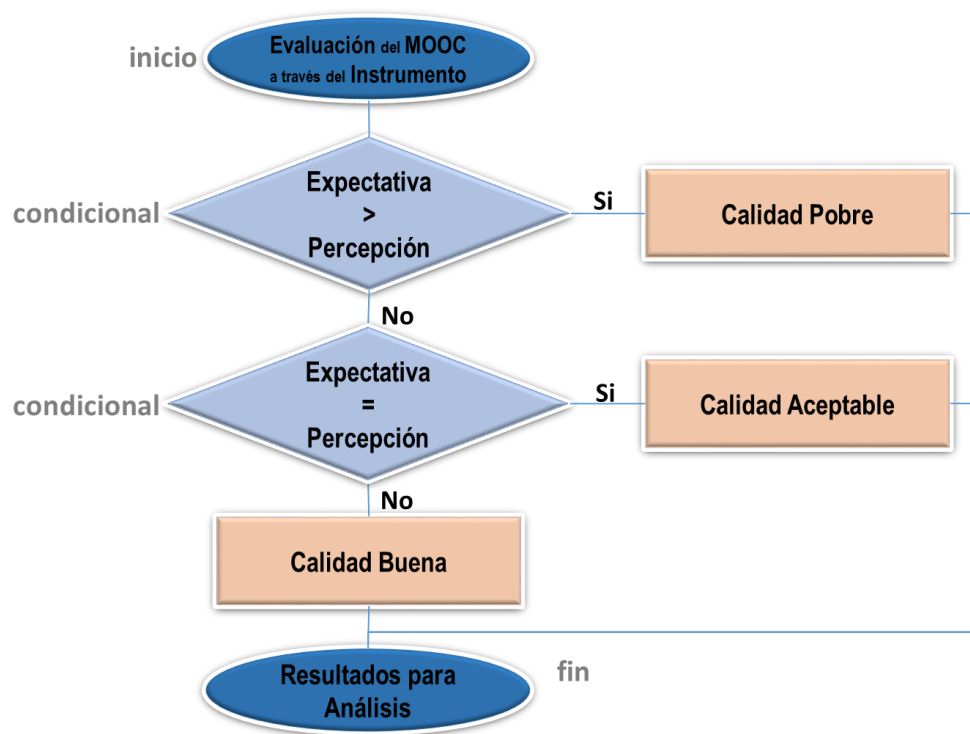 inicio
Evaluación del MOOC
a través del Instrumento
condicional
Expectativa
>
Percepción
Si
Calidad Pobre
No
condicional
Expectativa
=
Percepción
Si
Calidad Aceptable
No
Calidad Buena
Resultados para
Análisis
fin